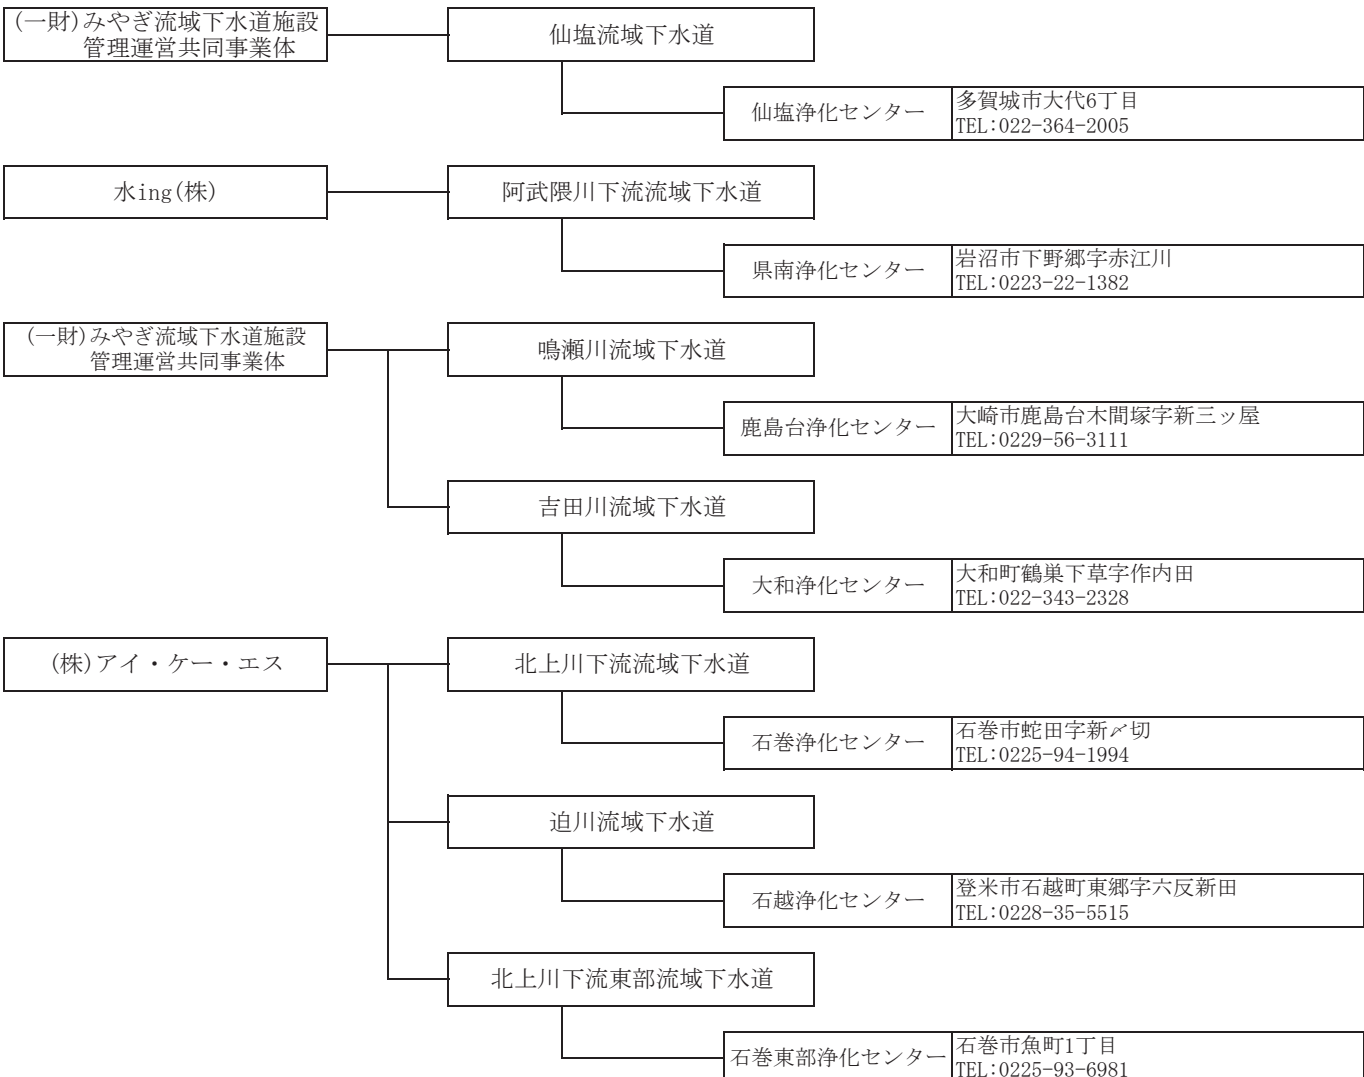 (一財)みやぎ流域下水道施設
管理運営共同事業体
仙塩流域下水道
仙塩浄化センター
多賀城市大代6丁目
TEL:022-364-2005
水ing(株)
阿武隈川下流流域下水道
県南浄化センター
岩沼市下野郷字赤江川
TEL:0223-22-1382
(一財)みやぎ流域下水道施設
管理運営共同事業体
鳴瀬川流域下水道
鹿島台浄化センター
大崎市鹿島台木間塚字新三ッ屋
TEL:0229-56-3111
吉田川流域下水道
大和浄化センター
大和町鶴巣下草字作内田
TEL:022-343-2328
(株)アイ・ケー・エス
北上川下流流域下水道
石巻浄化センター
石巻市蛇田字新〆切
TEL:0225-94-1994
迫川流域下水道
石越浄化センター
登米市石越町東郷字六反新田
TEL:0228-35-5515
北上川下流東部流域下水道
石巻東部浄化センター
石巻市魚町1丁目
TEL:0225-93-6981